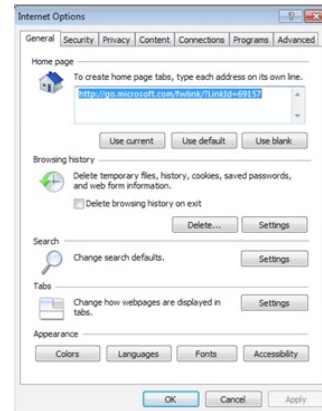 Internet Options
General Security Privacy Content Connections Programs Advanced
Home page
To create home page tabs, type each address on its own line.
http://go.microsoft.com/fwlink/?LinkId=69157
Use current Use default Use blank
Browsing history
Delete temporary files, history, cookies, saved passwords,
and web form information.
Delete browsing history on exit
Delete... Settings
Search
Change search defaults. Settings
Tabs
Change how webpages are displayed in
tabs. Settings
Appearance
Colors Languages Fonts Accessibility
OK Cancel Apply